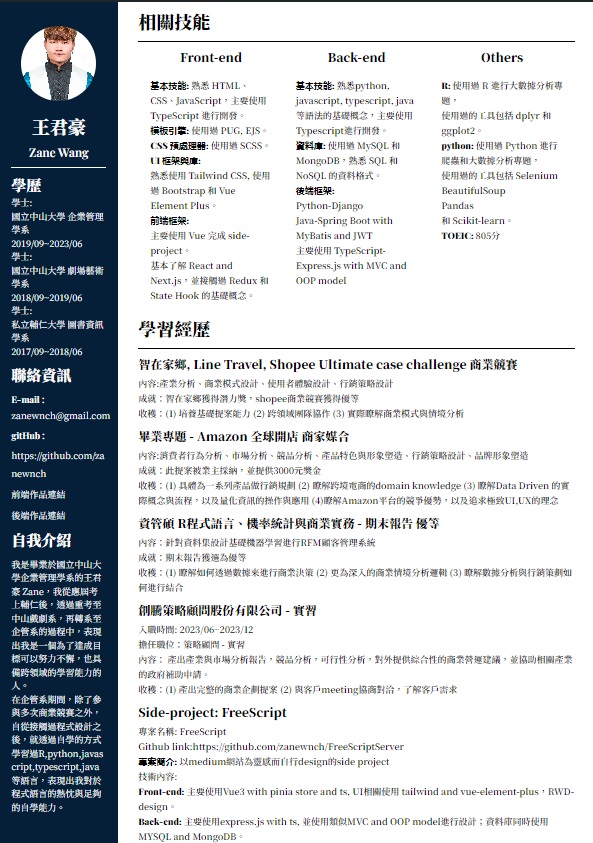 王君豪
Zane Wang
學歷
學士:
國立中山大學 企業管理
學系
2019/09~2023/06
學士:
國立中山大學 劇場藝術
學系
2018/09~2019/06
學士:
私立輔仁大學 圖書資訊
學系
2017/09~2018/06
聯絡資訊
E-mail :
zanewnch@gmail.com
gitHub :
https://github.com/za
newnch
前端作品連結
後端作品連結
自我介紹
我是畢業於國立中山大
學企業管理學系的王君
豪 Zane，我從應屆考
上輔仁後，透過重考至
中山戲劇系，再轉系至
企管系的過程中，表現
出我是一個為了達成目
標可以努力不懈，也具
備跨領域的學習能力的
人。
在企管系期間，除了參
與多次商業競賽之外，
自從接觸過程式設計之
後，就透過自學的方式
學習過R,python,javas
cript,typescript,java
等語言，表現出我對於
程式語言的熱忱與足夠
的自學能力。
相關技能
Front-end
基本技能: 熟悉 HTML、
CSS、JavaScript，主要使用
TypeScript 進行開發。
模板引擎: 使用過 PUG, EJS。
CSS 預處理器: 使用過 SCSS。
UI 框架與庫:
熟悉使用 Tailwind CSS, 使用
過 Bootstrap 和 Vue
Element Plus。
前端框架:
主要使用 Vue 完成 side-
project。
基本了解 React and
Next.js，並接觸過 Redux 和
State Hook 的基礎概念。
Back-end
基本技能: 熟悉python,
javascript, typescript, java
等語法的基礎概念，主要使用
Typescript進行開發。
資料庫: 使用過 MySQL 和
MongoDB，熟悉 SQL 和
NoSQL 的資料格式。
後端框架:
Python-Django
Java-Spring Boot with
MyBatis and JWT
主要使用 TypeScript-
Express.js with MVC and
OOP model
Others
R: 使用過 R 進行大數據分析專
題，
使用過的工具包括 dplyr 和
ggplot2。
python: 使用過 Python 進行
爬蟲和大數據分析專題，
使用過的工具包括 Selenium
BeautifulSoup
Pandas
和 Scikit-learn。
TOEIC: 805分
學習經歷
智在家鄉, Line Travel, Shopee Ultimate case challenge 商業競賽
內容:產業分析、商業模式設計、使用者體驗設計、行銷策略設計
成就：智在家鄉獲得潛力獎，shopee商業競賽獲得優等
收穫：(1) 培養基礎提案能力 (2) 跨領域團隊協作 (3) 實際瞭解商業模式與情境分析
畢業專題 - Amazon 全球開店 商家媒合
內容:消費者行為分析、市場分析、競品分析、產品特色與形象塑造、行銷策略設計、品牌形象塑造
成就：此提案被業主採納，並提供3000元獎金
收穫：(1) 具體為一系列產品做行銷規劃 (2) 瞭解跨境電商的domain knowledge (3) 瞭解Data Driven 的實
際概念與流程，以及量化資訊的操作與應用 (4)瞭解Amazon平台的競爭優勢，以及追求極致UI,UX的理念
資管碩 R程式語言、機率統計與商業實務 - 期末報告 優等
內容：針對資料集設計基礎機器學習進行RFM顧客管理系統
成就：期末報告獲選為優等
收穫：(1) 瞭解如何透過數據來進行商業決策 (2) 更為深入的商業情境分析邏輯 (3) 瞭解數據分析與行銷策劃如
何進行結合
創騰策略顧問股份有限公司 - 實習
入職時間: 2023/06~2023/12
擔任職位：策略顧問 - 實習
內容： 產出產業與市場分析報告，競品分析，可行性分析，對外提供綜合性的商業營運建議，並協助相關產業
的政府補助申請。
收穫：(1) 產出完整的商業企劃提案 (2) 與客戶meeting協商對洽，了解客戶需求
Side-project: FreeScript
專案名稱: FreeScript
Github link:https://github.com/zanewnch/FreeScriptServer
專案簡介: 以medium網站為靈感而自行design的side project
技術內容:
Front-end: 主要使用Vue3 with pinia store and ts, UI相關使用 tailwind and vue-element-plus，RWD-
design。
Back-end: 主要使用express.js with ts, 並使用類似MVC and OOP model進行設計；資料庫同時使用
MYSQL and MongoDB。